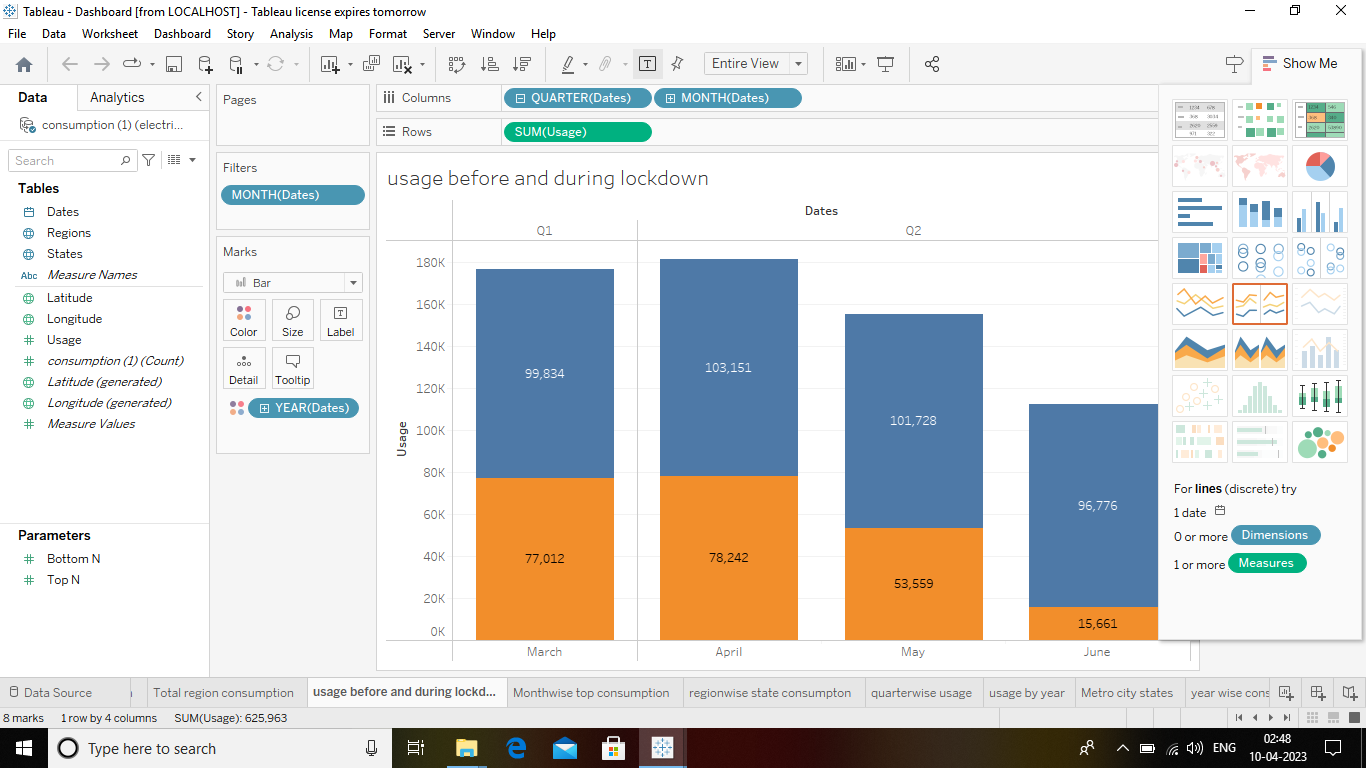 Tableau - Dashboard [from LOCALHOST] - Tableau license expires tomorrow
File Data Worksheet Dashboard Story Analysis Map Format Server Window Help
Entire View
Show Me
Data Analytics
consumption (1) (electri...
Search
Tables
Dates
Regions
States
Abc Measure Names
Latitude
Longitude
Usage
consumption (1) (Count)
Latitude (generated)
Longitude (generated)
Measure Values
Parameters
Bottom N
Top N
Pages
Filters
MONTH(Dates)
Marks
Bar
Color Size Label
Detail Tooltip
YEAR(Dates)
Columns QUARTER(Dates) MONTH(Dates)
Rows SUM(Usage)
usage before and during lockdown
Dates
Q1 Q2
Usage
180K
160K
140K
120K
100K
80K
60K
40K
20K
0K
99,834 103,151 101,728 96,776
77,012 78,242 53,559 15,661
March April May June
For lines (discrete) try
1 date
0 or more Dimensions
1 or more Measures
Data Source Total region consumption usage before and during lockd... Monthwise top consumption regionwise state consumpton quarterwise usage usage by year Metro city states year wise cons
8 marks 1 row by 4 columns SUM(Usage): 625,963
Type here to search
ENG
02:48
10-04-2023